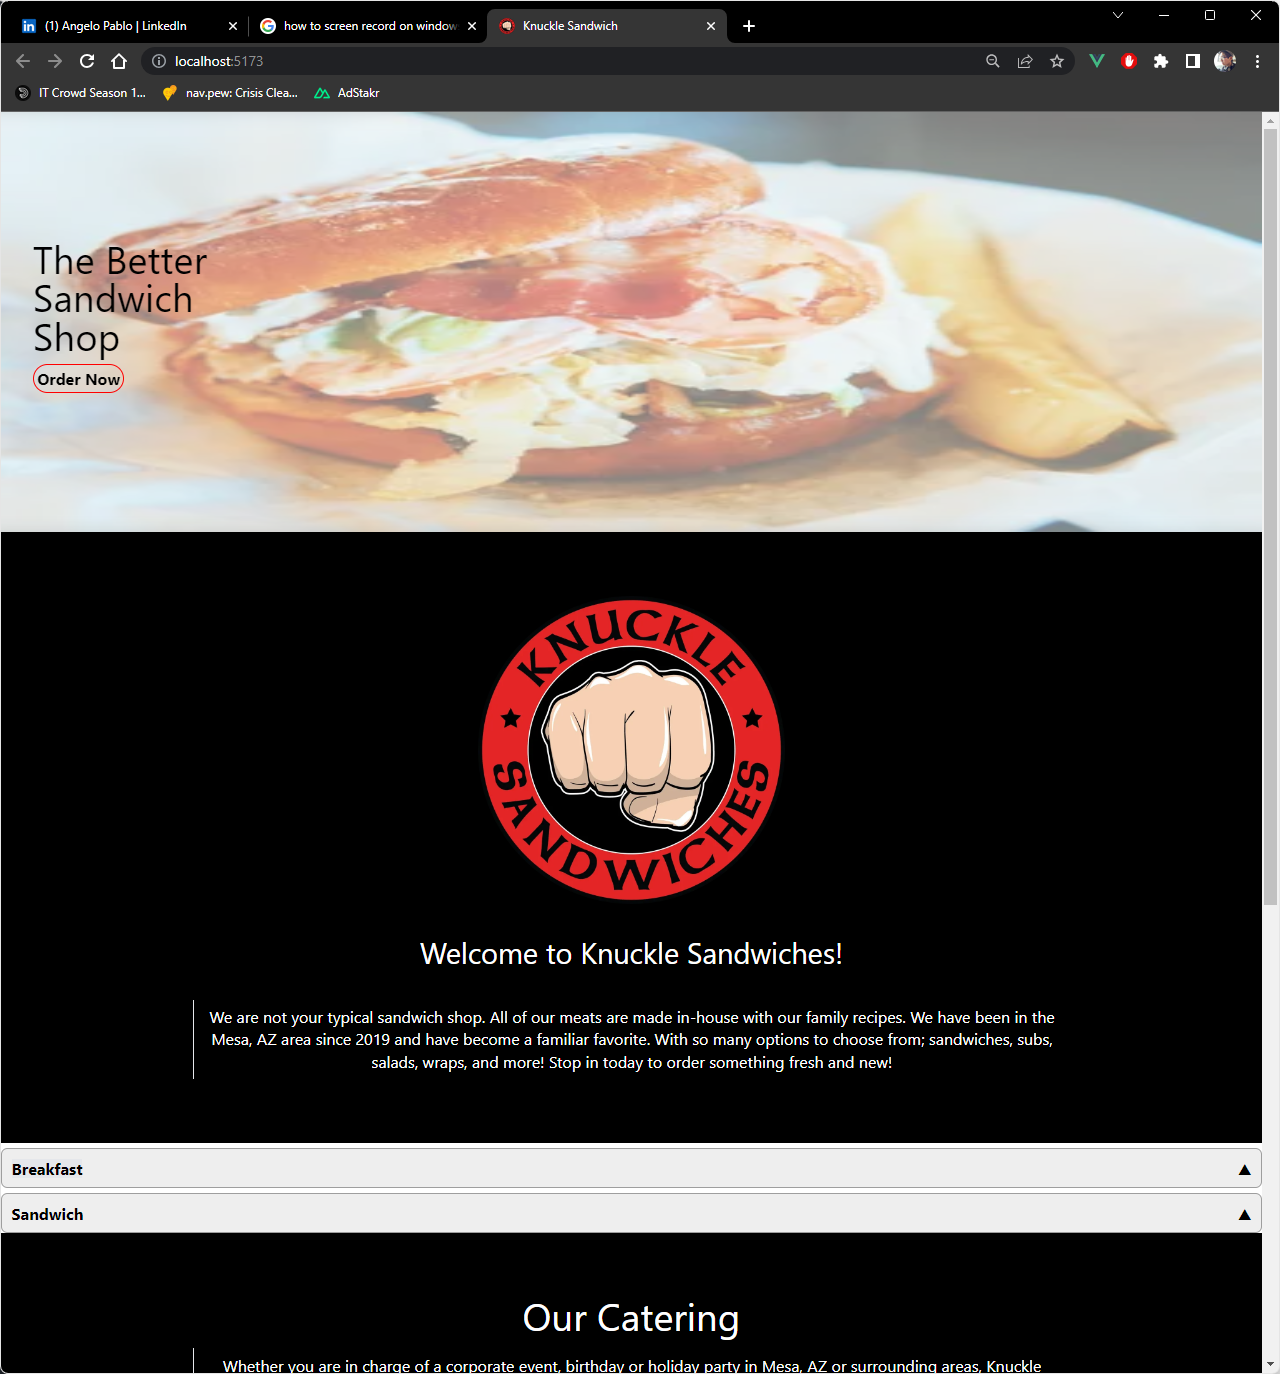 (1) Angelo Pablo | LinkedIn
how to screen record on window
Knuckle Sandwich
localhost:5173
IT Crowd Season 1...
nav.pew: Crisis Clea...
AdStakr
The Better
Sandwich
Shop
Order Now
KNUCKLE
SANDWICHES
Welcome to Knuckle Sandwiches!
We are not your typical sandwich shop. All of our meats are made in-house with our family recipes. We have been in the
Mesa, AZ area since 2019 and have become a familiar favorite. With so many options to choose from; sandwiches, subs,
salads, wraps, and more! Stop in today to order something fresh and new!
Breakfast
Sandwich
Our Catering
Whether you are in charge of a corporate event, birthday or holiday party in Mesa, AZ or surrounding areas, Knuckle